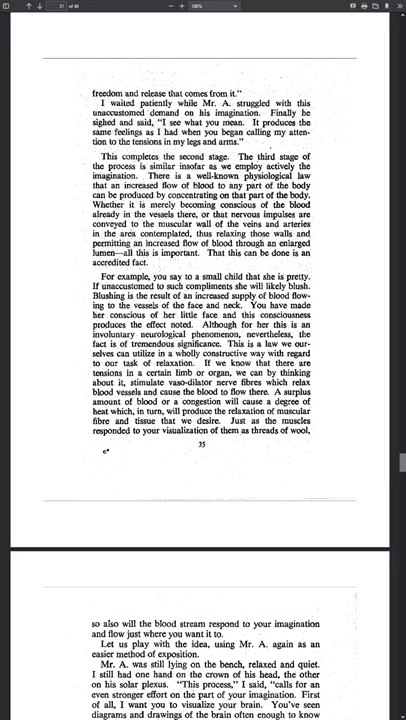 31 of 48
180%
freedom and release that comes from it."
I waited patiently while Mr. A. struggled with this
unaccustomed demand on his imagination. Finally he
sighed and said, "I see what you mean. It produces the
same feelings as I had when you began calling my atten-
tion to the tensions in my legs and arms."
This completes the second stage. The third stage of
the process is similar insofar as we employ actively the
imagination. There is a well-known physiological law
that an increased flow of blood to any part of the body
can be produced by concentrating on that part of the body.
Whether it is merely becoming conscious of the blood
already in the vessels there, or that nervous impulses are
conveyed to the muscular wall of the veins and arteries
in the area contemplated, thus relaxing those walls and
permitting an increased flow of blood through an enlarged
lumen—all this is important. That this can be done is an
accredited fact.
For example, you say to a small child that she is pretty.
If unaccustomed to such compliments she will likely blush.
Blushing is the result of an increased supply of blood flow-
ing to the vessels of the face and neck. You have made
her conscious of her little face and this consciousness
produces the effect noted. Although for her this is an
involuntary neurological phenomenon, nevertheless, the
fact is of tremendous significance. This is a law we our-
selves can utilize in a wholly constructive way with regard
to our task of relaxation. If we know that there are
tensions in a certain limb or organ, we can by thinking
about it, stimulate vaso-dilator nerve fibres which relax
blood vessels and cause the blood to flow there. A surplus
amount of blood or a congestion will cause a degree of
heat which, in turn, will produce the relaxation of muscular
fibre and tissue that we desire. Just as the muscles
responded to your visualization of them as threads of wool,
35
C*
so also will the blood stream respond to your imagination
and flow just where you want it to.
Let us play with the idea, using Mr. A. again as an
easier method of exposition.
Mr. A. was still lying on the bench, relaxed and quiet.
I still had one hand on the crown of his head, the other
on his solar plexus. "This process," I said, "calls for an
even stronger effort on the part of your imagination. First
of all, I want you to visualize your brain. You've seen
diagrams and drawings of the brain often enough to know